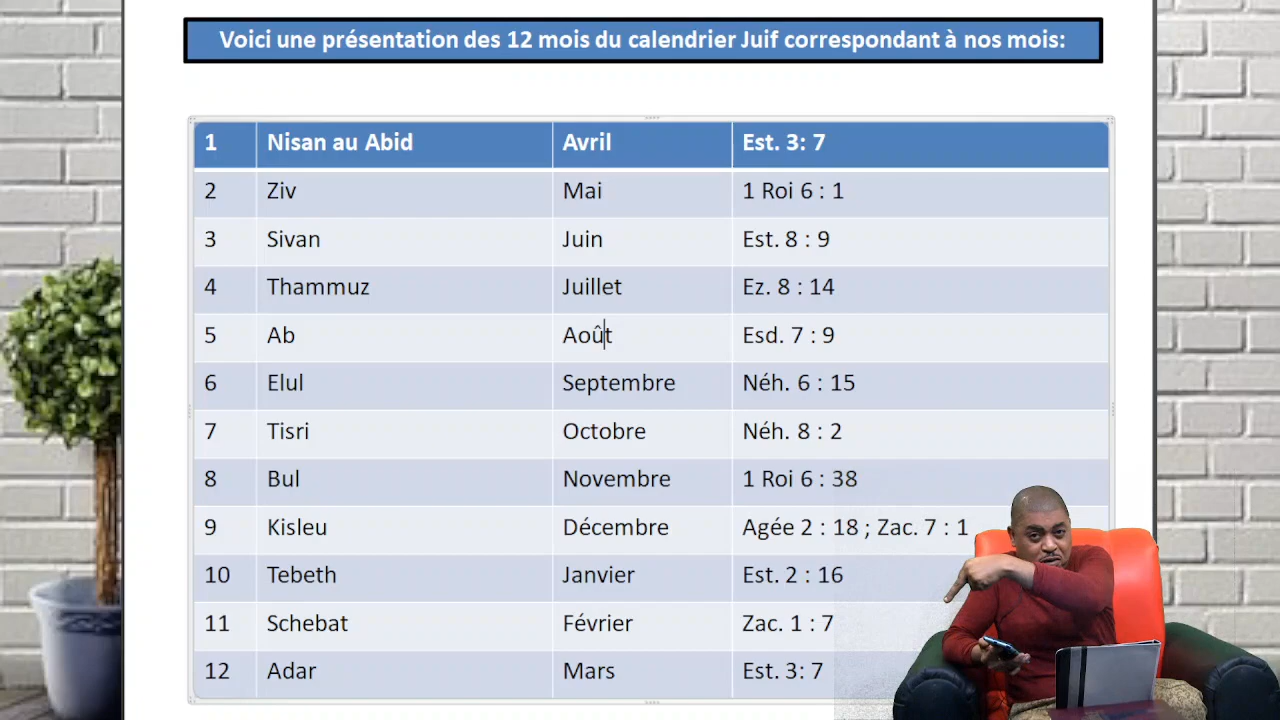 Voici une présentation des 12 mois du calendrier Juif correspondant à nos mois:
1 Nisan au Abid Avril Est. 3: 7
2 Ziv Mai 1 Roi 6 : 1
3 Sivan Juin Est. 8 : 9
4 Thammuz Juillet Ez. 8 : 14
5 Ab Août Esd. 7 : 9
6 Elul Septembre Néh. 6 : 15
7 Tisri Octobre Néh. 8 : 2
8 Bul Novembre 1 Roi 6 : 38
9 Kisleu Décembre Agée 2 : 18 ; Zac. 7 : 1
10 Tebeth Janvier Est. 2 : 16
11 Schebat Février Zac. 1 : 7
12 Adar Mars Est. 3: 7